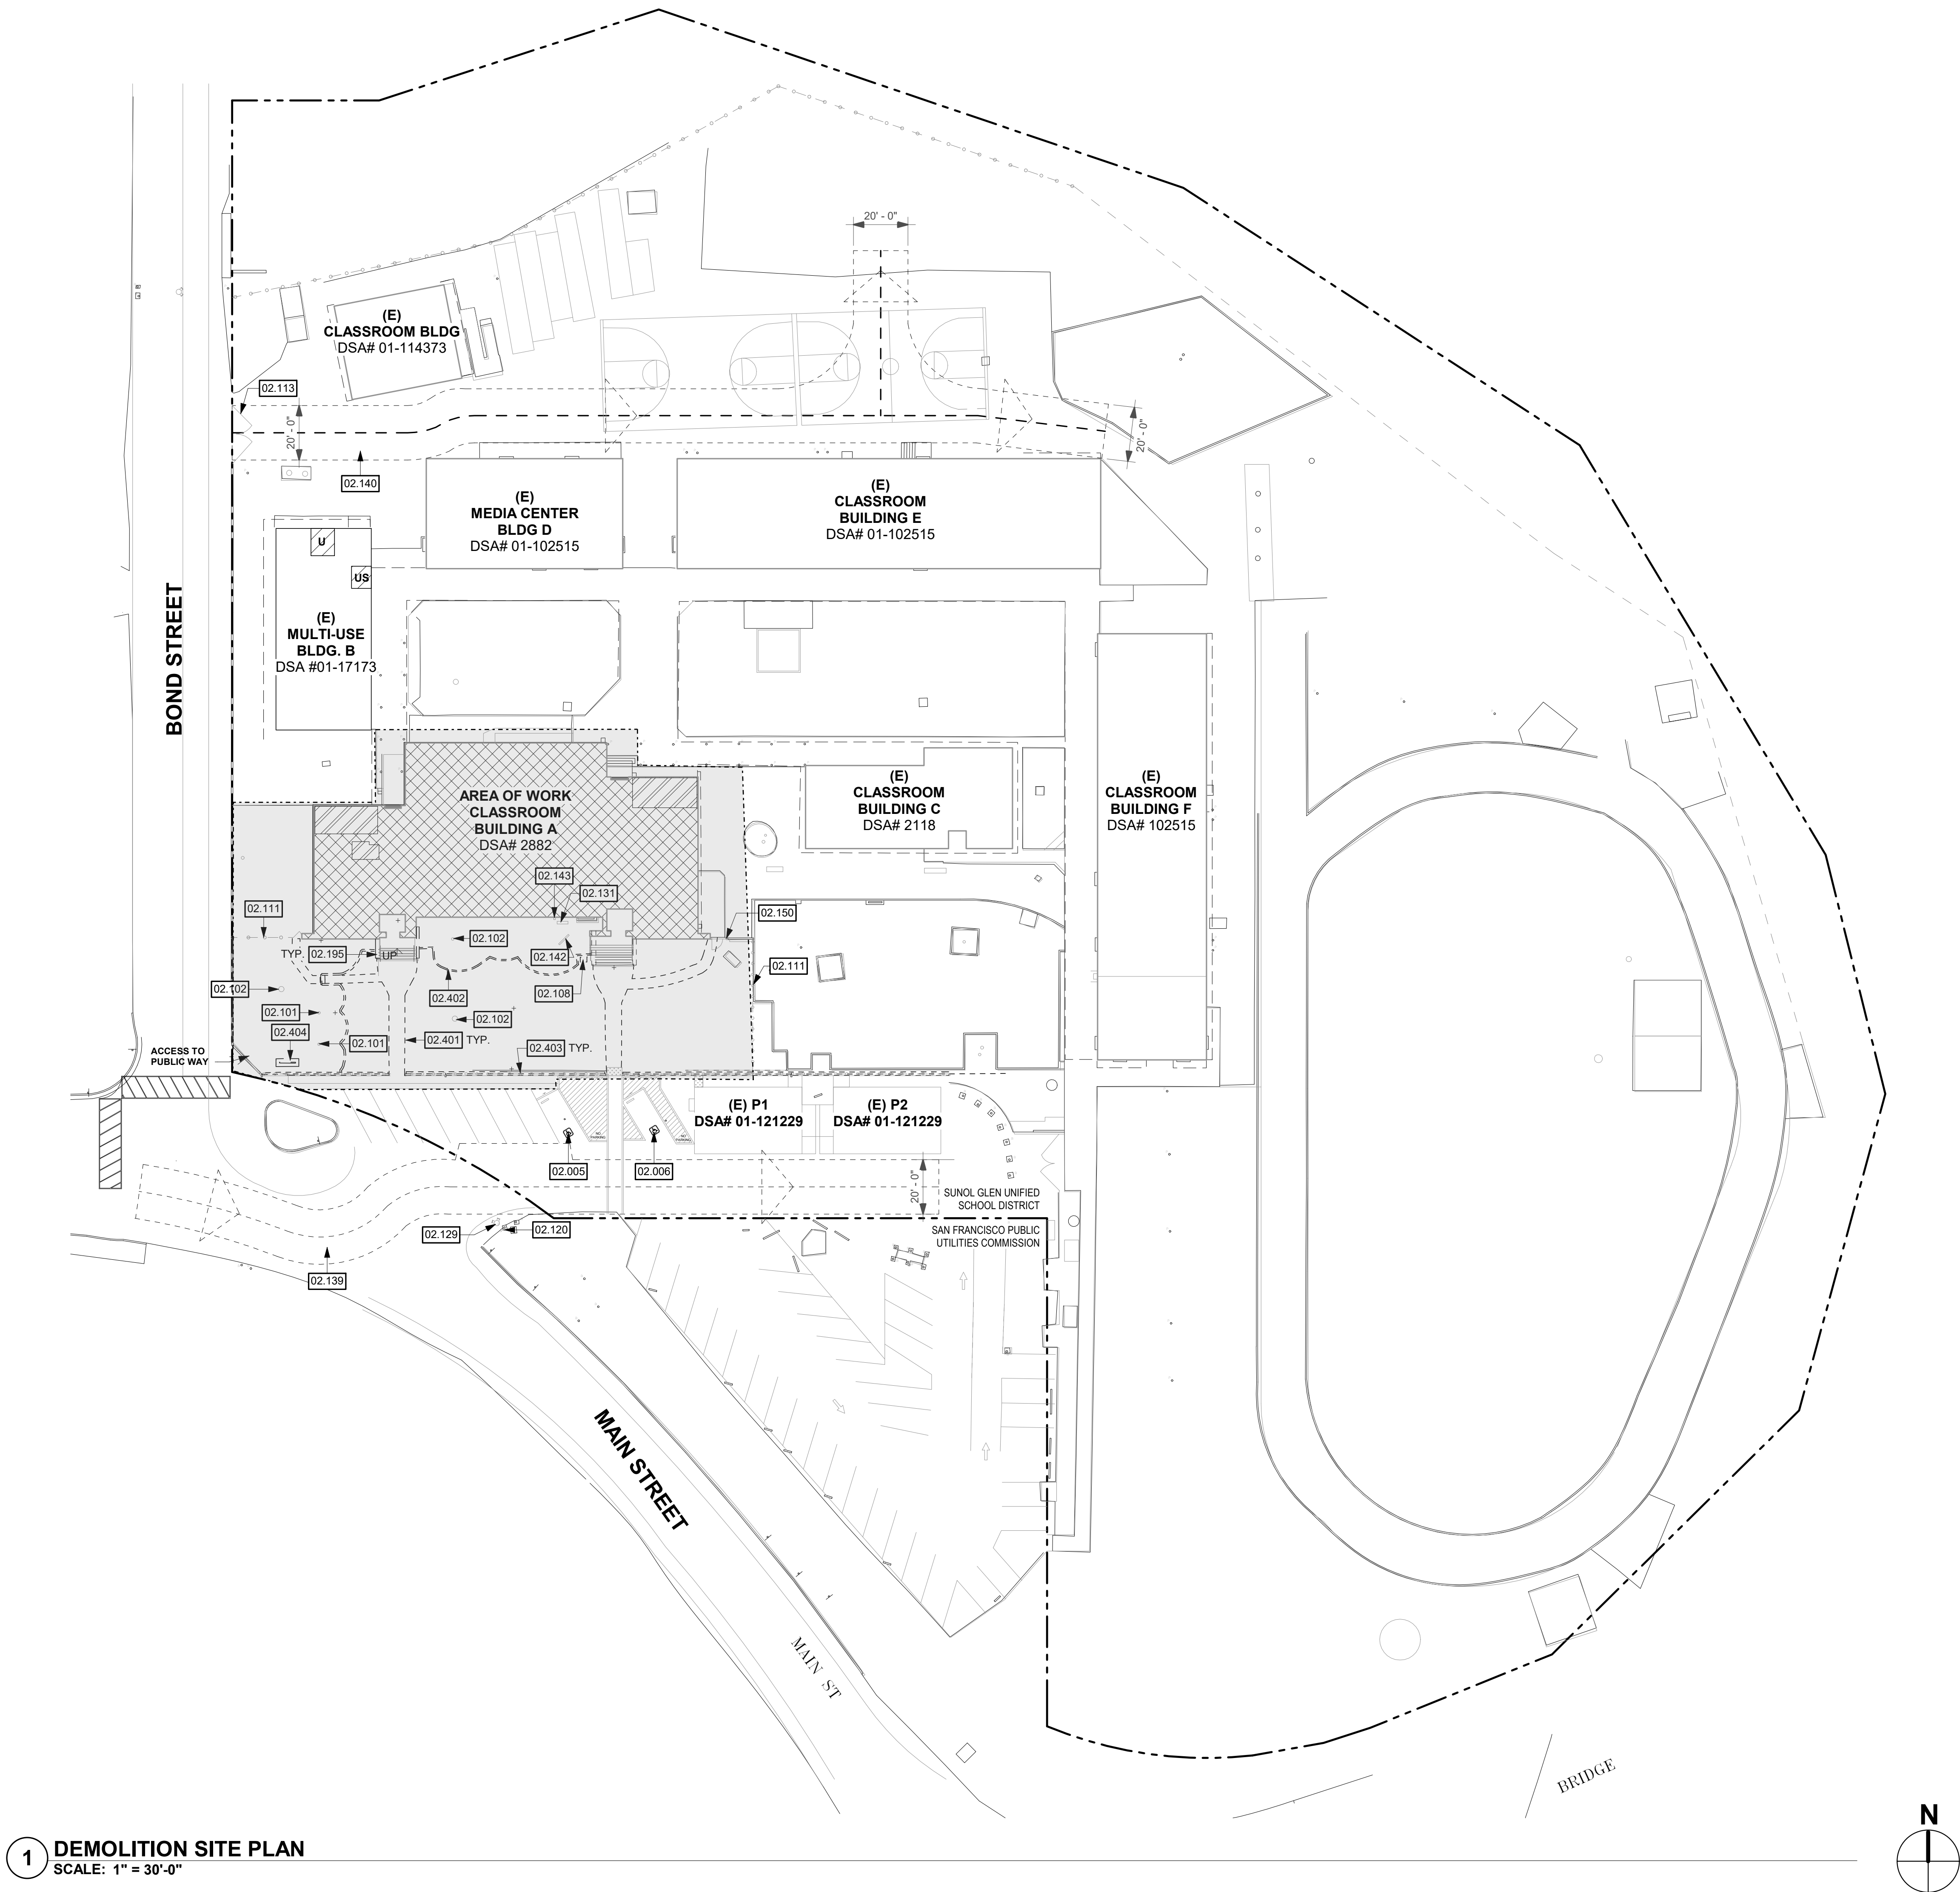 20' - 0"
(E)
CLASSROOM BLDG
DSA# 01-114373
02.113
20' - 0"
20' - 0"
02.140
(E)
MEDIA CENTER
BLDG D
DSA# 01-102515
(E)
CLASSROOM
BUILDING E
DSA# 01-102515
U
US
BOND STREET
(E)
MULTI-USE
BLDG. B
DSA #01-17173
AREA OF WORK
CLASSROOM
BUILDING A
DSA# 2882
(E)
CLASSROOM
BUILDING C
DSA# 2118
(E)
CLASSROOM
BUILDING F
DSA# 102515
02.143
02.131
02.111
02.150
02.102
TYP.
02.195
UP
02.142
02.111
02.102
02.402
02.108
02.101
02.102
02.404
02.101
02.401 TYP.
02.403 TYP.
ACCESS TO
PUBLIC WAY
(E) P1
DSA# 01-121229
(E) P2
DSA# 01-121229
NO
PARKING
NO
PARKING
02.005
02.006
20' - 0"
SUNOL GLEN UNIFIED
SCHOOL DISTRICT
02.129
02.120
SAN FRANCISCO PUBLIC
UTILITIES COMMISSION
02.139
MAIN STREET
MAIN ST
BRIDGE
N
1
DEMOLITION SITE PLAN
SCALE: 1" = 30'-0"